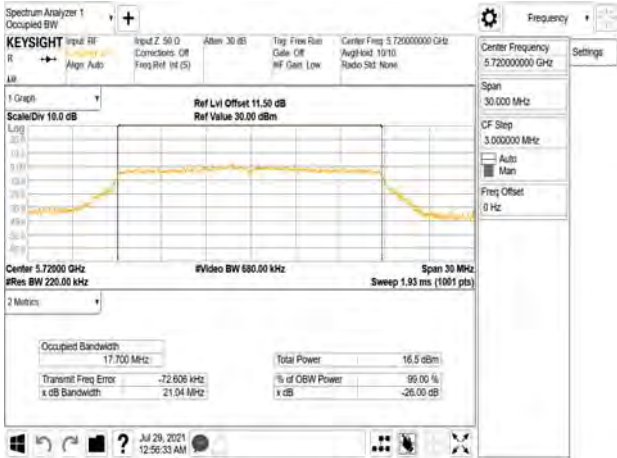 Spectrum Analyzer 1
Occupied BW
+
Frequency
KEYSIGHT
R
Input: RF
Align: Auto
Input Z: 50 Ω
Corrections: Off
Freq Ref: Int (S)
Atten: 30 dB
Trig: Free Run
Gate: Off
#IF Gain: Low
Center Freq: 5.720000000 GHz
Avg|Hold: 10/10
Radio Std: None
Center Frequency
5.720000000 GHz
Settings
Span
30.000 MHz
CF Step
3.000000 MHz
Auto
Man
Freq Offset
0 Hz
1 Graph
Scale/Div 10.0 dB
Log
Ref Lvl Offset 11.50 dB
Ref Value 30.00 dBm
Center 5.72000 GHz
#Res BW 220.00 kHz
#Video BW 680.00 kHz
Span 30 MHz
Sweep 1.93 ms (1001 pts)
2 Metrics
Occupied Bandwidth
17.700 MHz
Total Power 16.5 dBm
Transmit Freq Error -72.606 kHz
% of OBW Power 99.00 %
x dB Bandwidth 21.04 MHz
x dB -26.00 dB
?
Jul 29, 2021
12:56:33 AM